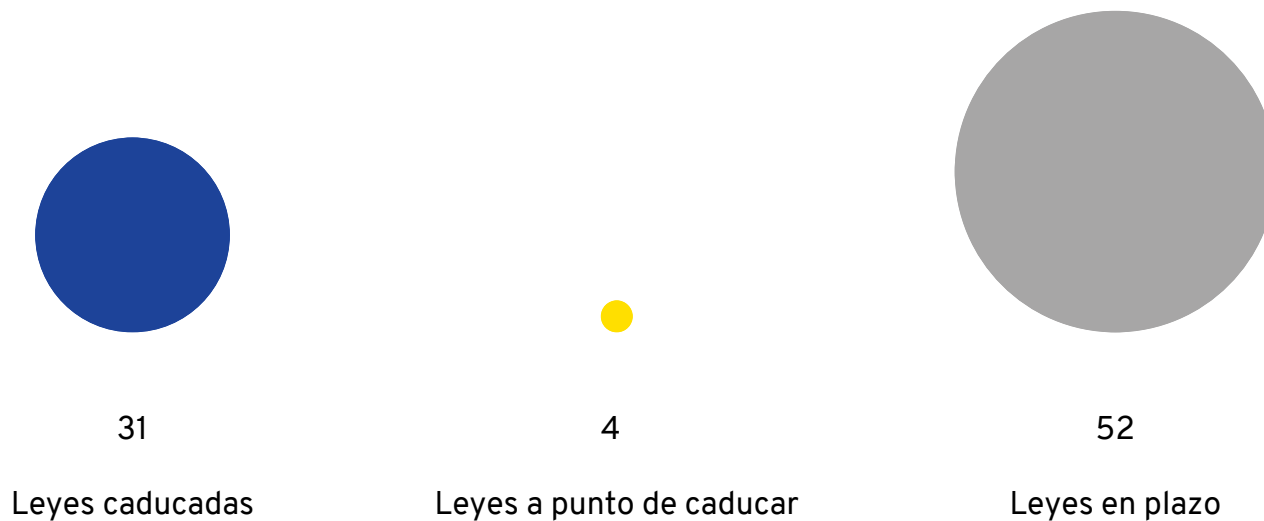 31
4
52
Leyes caducadas
Leyes a punto de caducar
Leyes en plazo